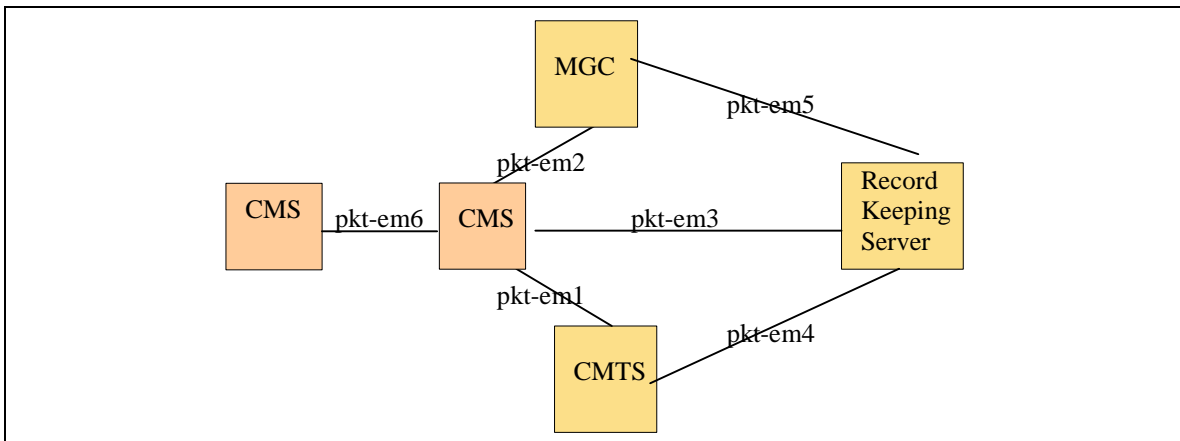 MGC
pkt-em5
pkt-em2
Record
Keeping
Server
CMS
pkt-em6
CMS
pkt-em3
pkt-em1
pkt-em4
CMTS